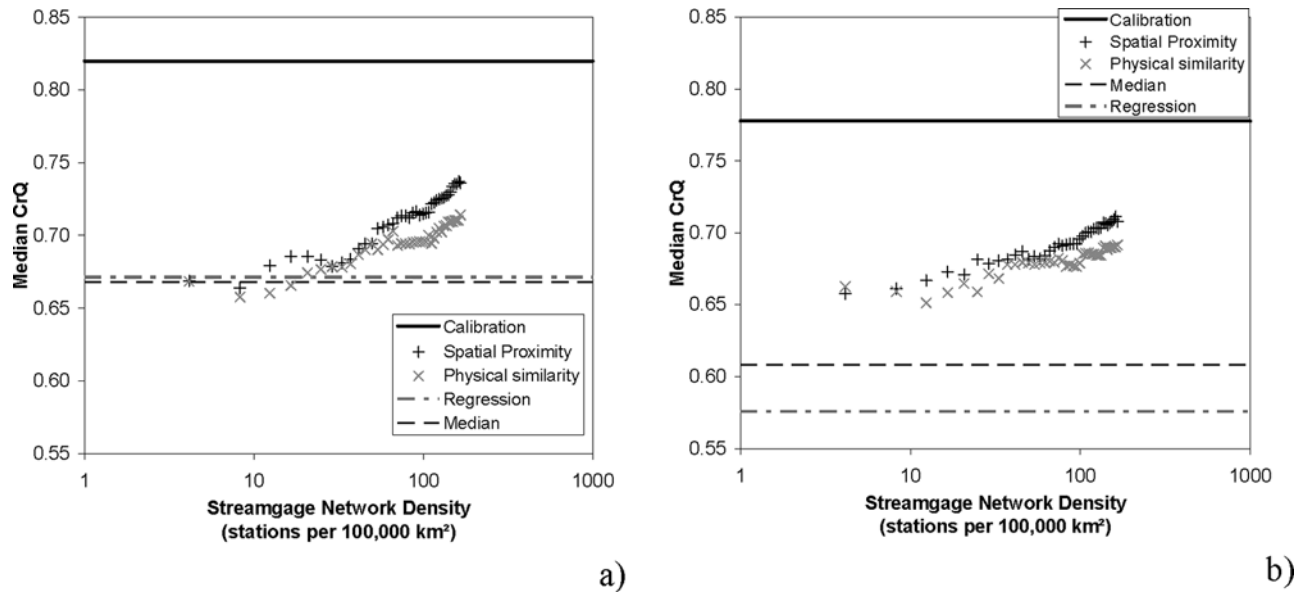 0.85
0.80
0.75
0.70
0.65
0.60
0.55
Median CrQ
Calibration
Spatial Proximity
Physical similarity
Regression
Median
1
10
100
1000
Streamgage Network Density
(stations per 100,000 km²)
a)
0.85
0.80
0.75
0.70
0.65
0.60
0.55
Median CrQ
Calibration
Spatial Proximity
Physical similarity
Median
Regression
1
10
100
1000
Streamgage Network Density
(stations per 100,000 km²)
b)